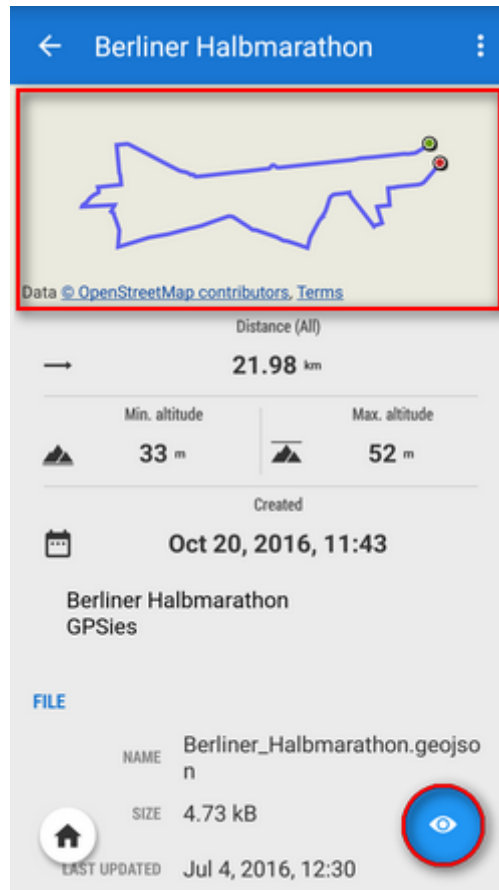 Berliner Halbmarathon
Data © OpenStreetMap contributors, Terms
Distance (All)
21.98 km
Min. altitude
Max. altitude
33 m
52 m
Created
Oct 20, 2016, 11:43
Berliner Halbmarathon
GPSies
FILE
NAME Berliner_Halbmarathon.geojso
n
SIZE 4.73 kB
LAST UPDATED Jul 4, 2016, 12:30